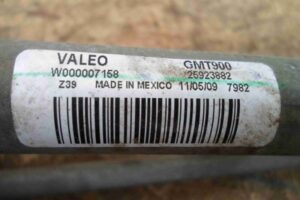 VALEO GMT900
W000007158 25923882
Z39 MADE IN MEXICO 11/05/09 7982